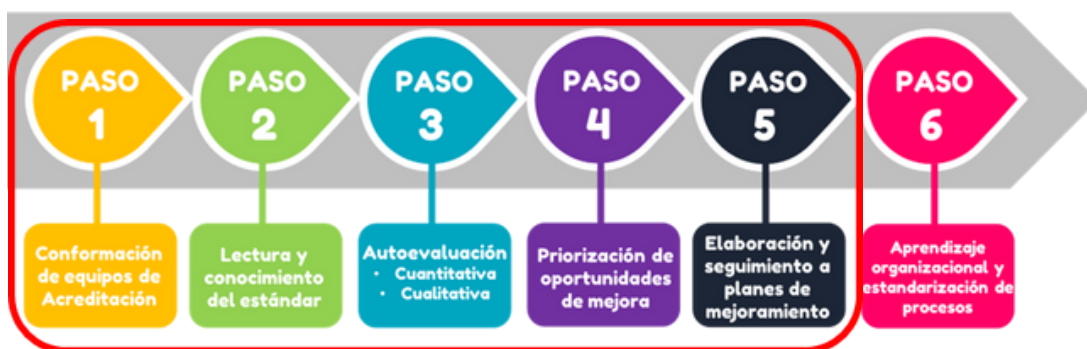 PASO
1
PASO
2
PASO
3
PASO
4
PASO
5
PASO
6
Conformación
de equipos de
Acreditación
Lectura y
conocimiento
del estándar
Autoevaluación
• Cuantitativa
• Cualitativa
Priorización de
oportunidades
de mejora
Elaboración y
seguimiento a
planes de
mejoramiento
Aprendizaje
organizacional y
estandarización de
procesos